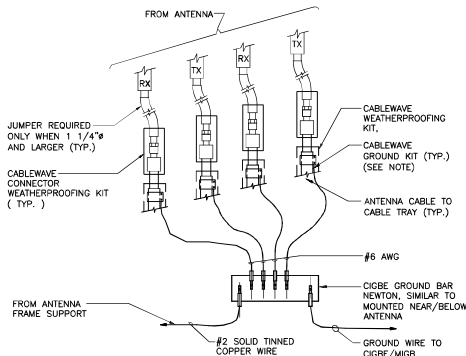 FROM ANTENNA
TX
RX
TX
RX
JUMPER REQUIRED
ONLY WHEN 1 1/4"ø
AND LARGER (TYP.)
CABLEWAVE
CONNECTOR
WEATHERPROOFING KIT
( TYP. )
CABLEWAVE
WEATHERPROOFING
KIT.
CABLEWAVE
GROUND KIT (TYP.)
(SEE NOTE)
ANTENNA CABLE TO
CABLE TRAY (TYP.)
#6 AWG
CIGBE GROUND BAR
NEWTON, SIMILAR TO
MOUNTED NEAR/BELOW
ANTENNA
FROM ANTENNA
FRAME SUPPORT
#2 SOLID TINNED
COPPER WIRE
GROUND WIRE TO
CIGBE/MIGB